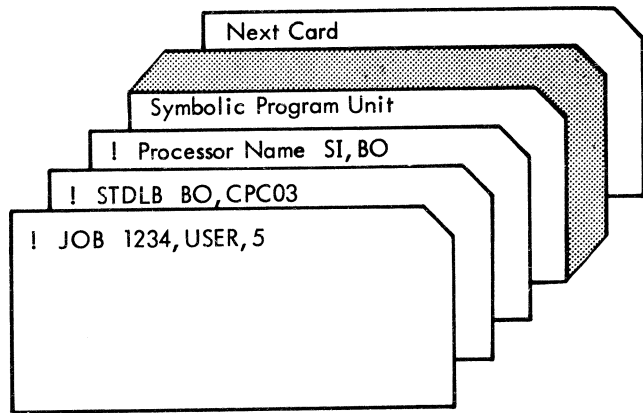 Next Card
Symbolic Program Unit
! Processor Name SI, BO
! STDLB BO, CPC03
! JOB 1234, USER, 5